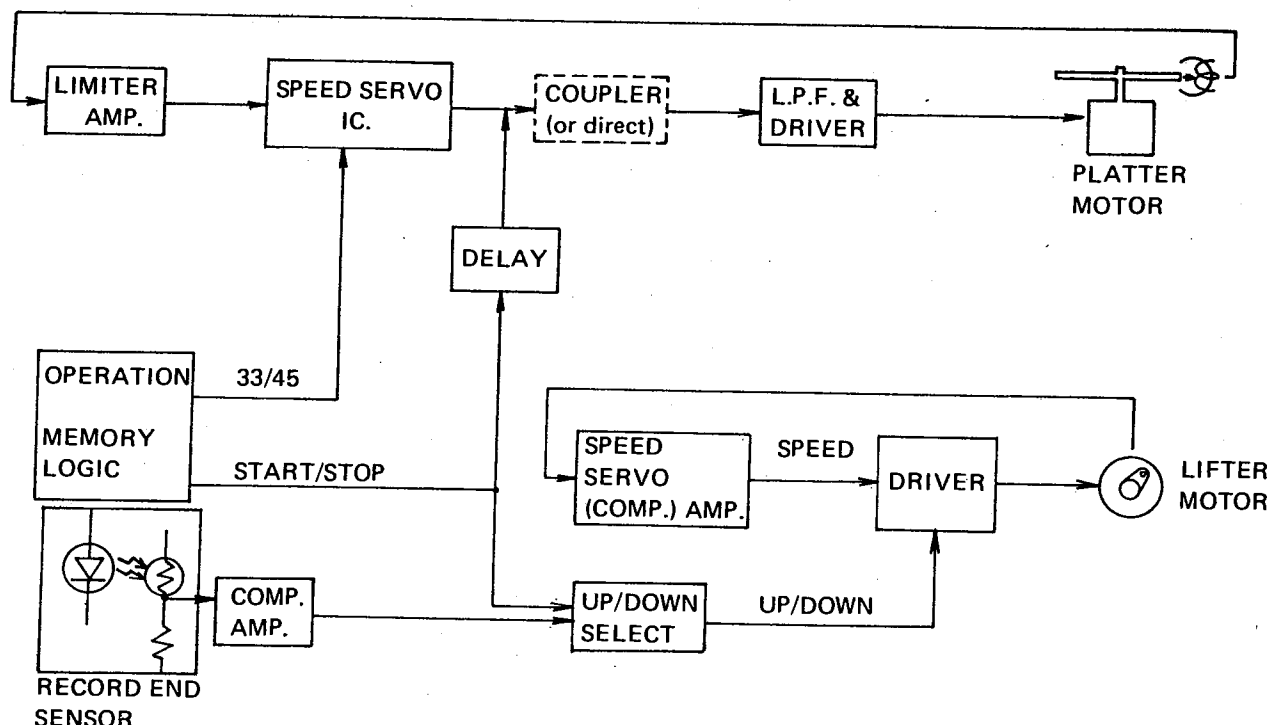 LIMITER
AMP.
SPEED SERVO
IC.
COUPLER
(or direct)
L.P.F. &
DRIVER
PLATTER
MOTOR
DELAY
OPERATION
MEMORY
LOGIC
33/45
START/STOP
SPEED
SERVO
(COMP.) AMP.
SPEED
DRIVER
LIFTER
MOTOR
COMP.
AMP.
UP/DOWN
SELECT
UP/DOWN
RECORD END
SENSOR